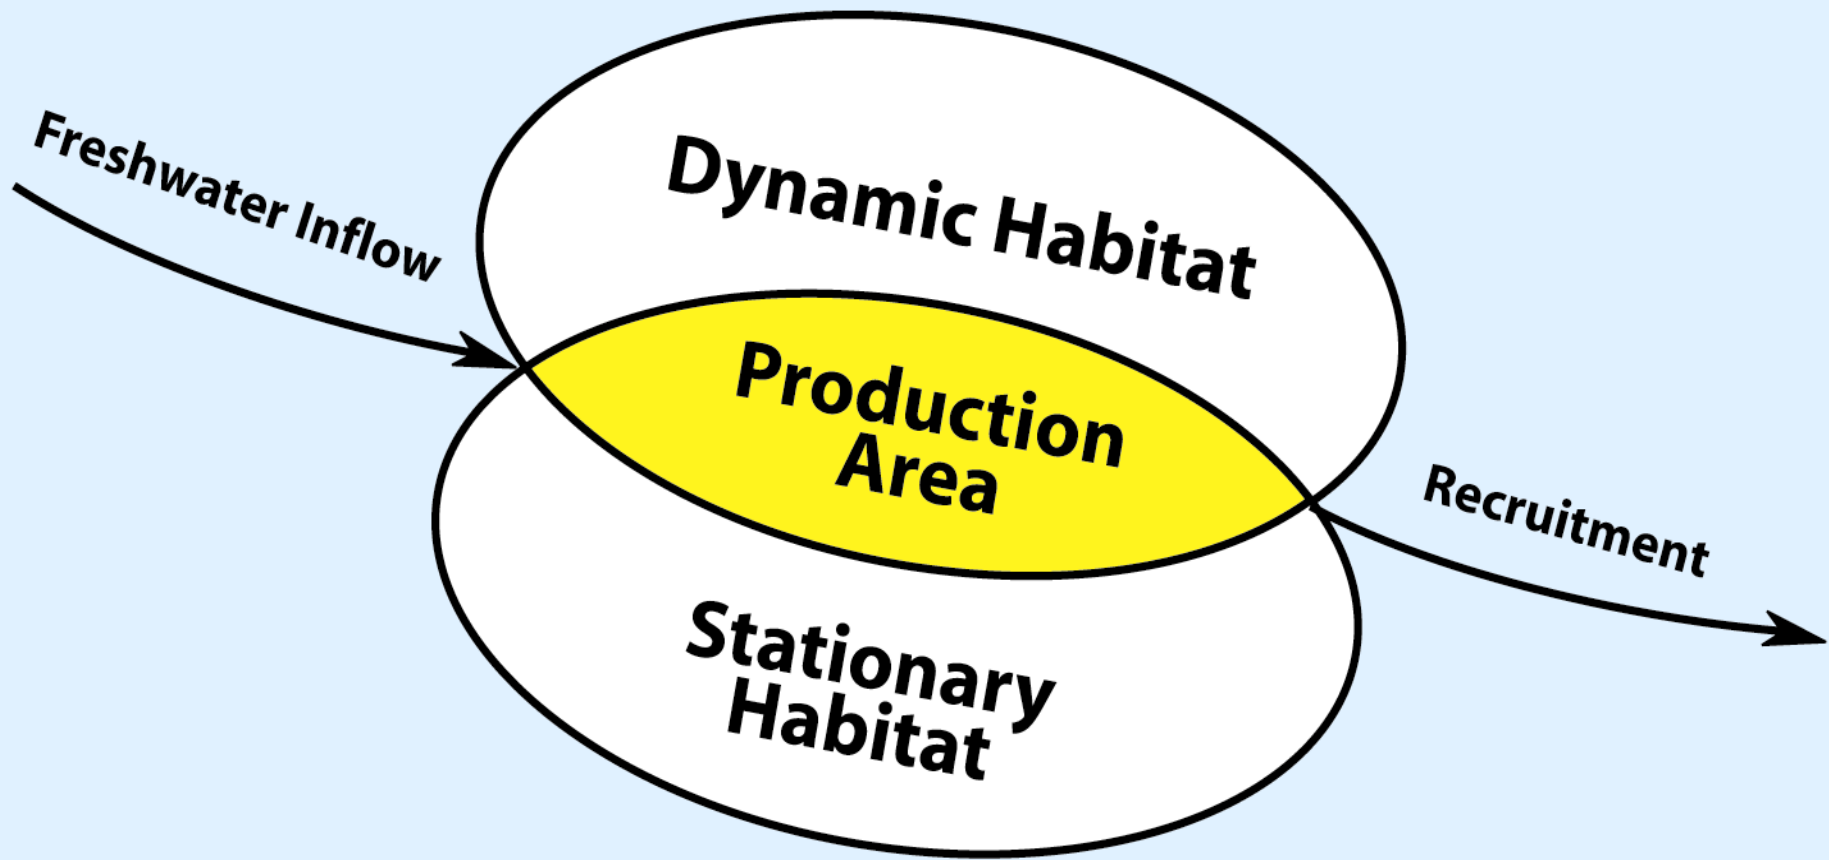 Freshwater Inflow
Dynamic Habitat
Production
Area
Recruitment
Stationary
Habitat